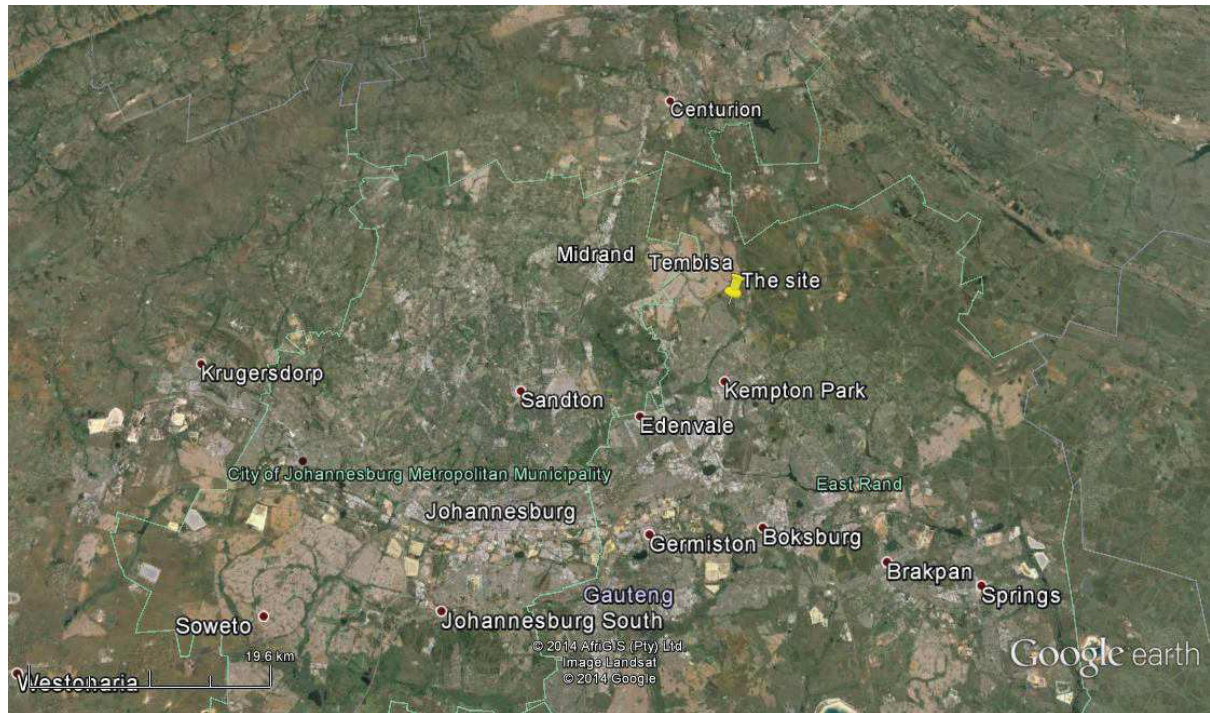 Centurion
Midrand
Tembisa
The site
Krugersdorp
Sandton
Kempton Park
Edenvale
City of Johannesburg Metropolitan Municipality
East Rand
Johannesburg
Germiston
Boksburg
Brakpan
Springs
Gauteng
Soweto
Johannesburg South
© 2014 AfriGIS (Pty) Ltd.
Image Landsat
© 2014 Google
19.6 km
Google earth
Westonaria